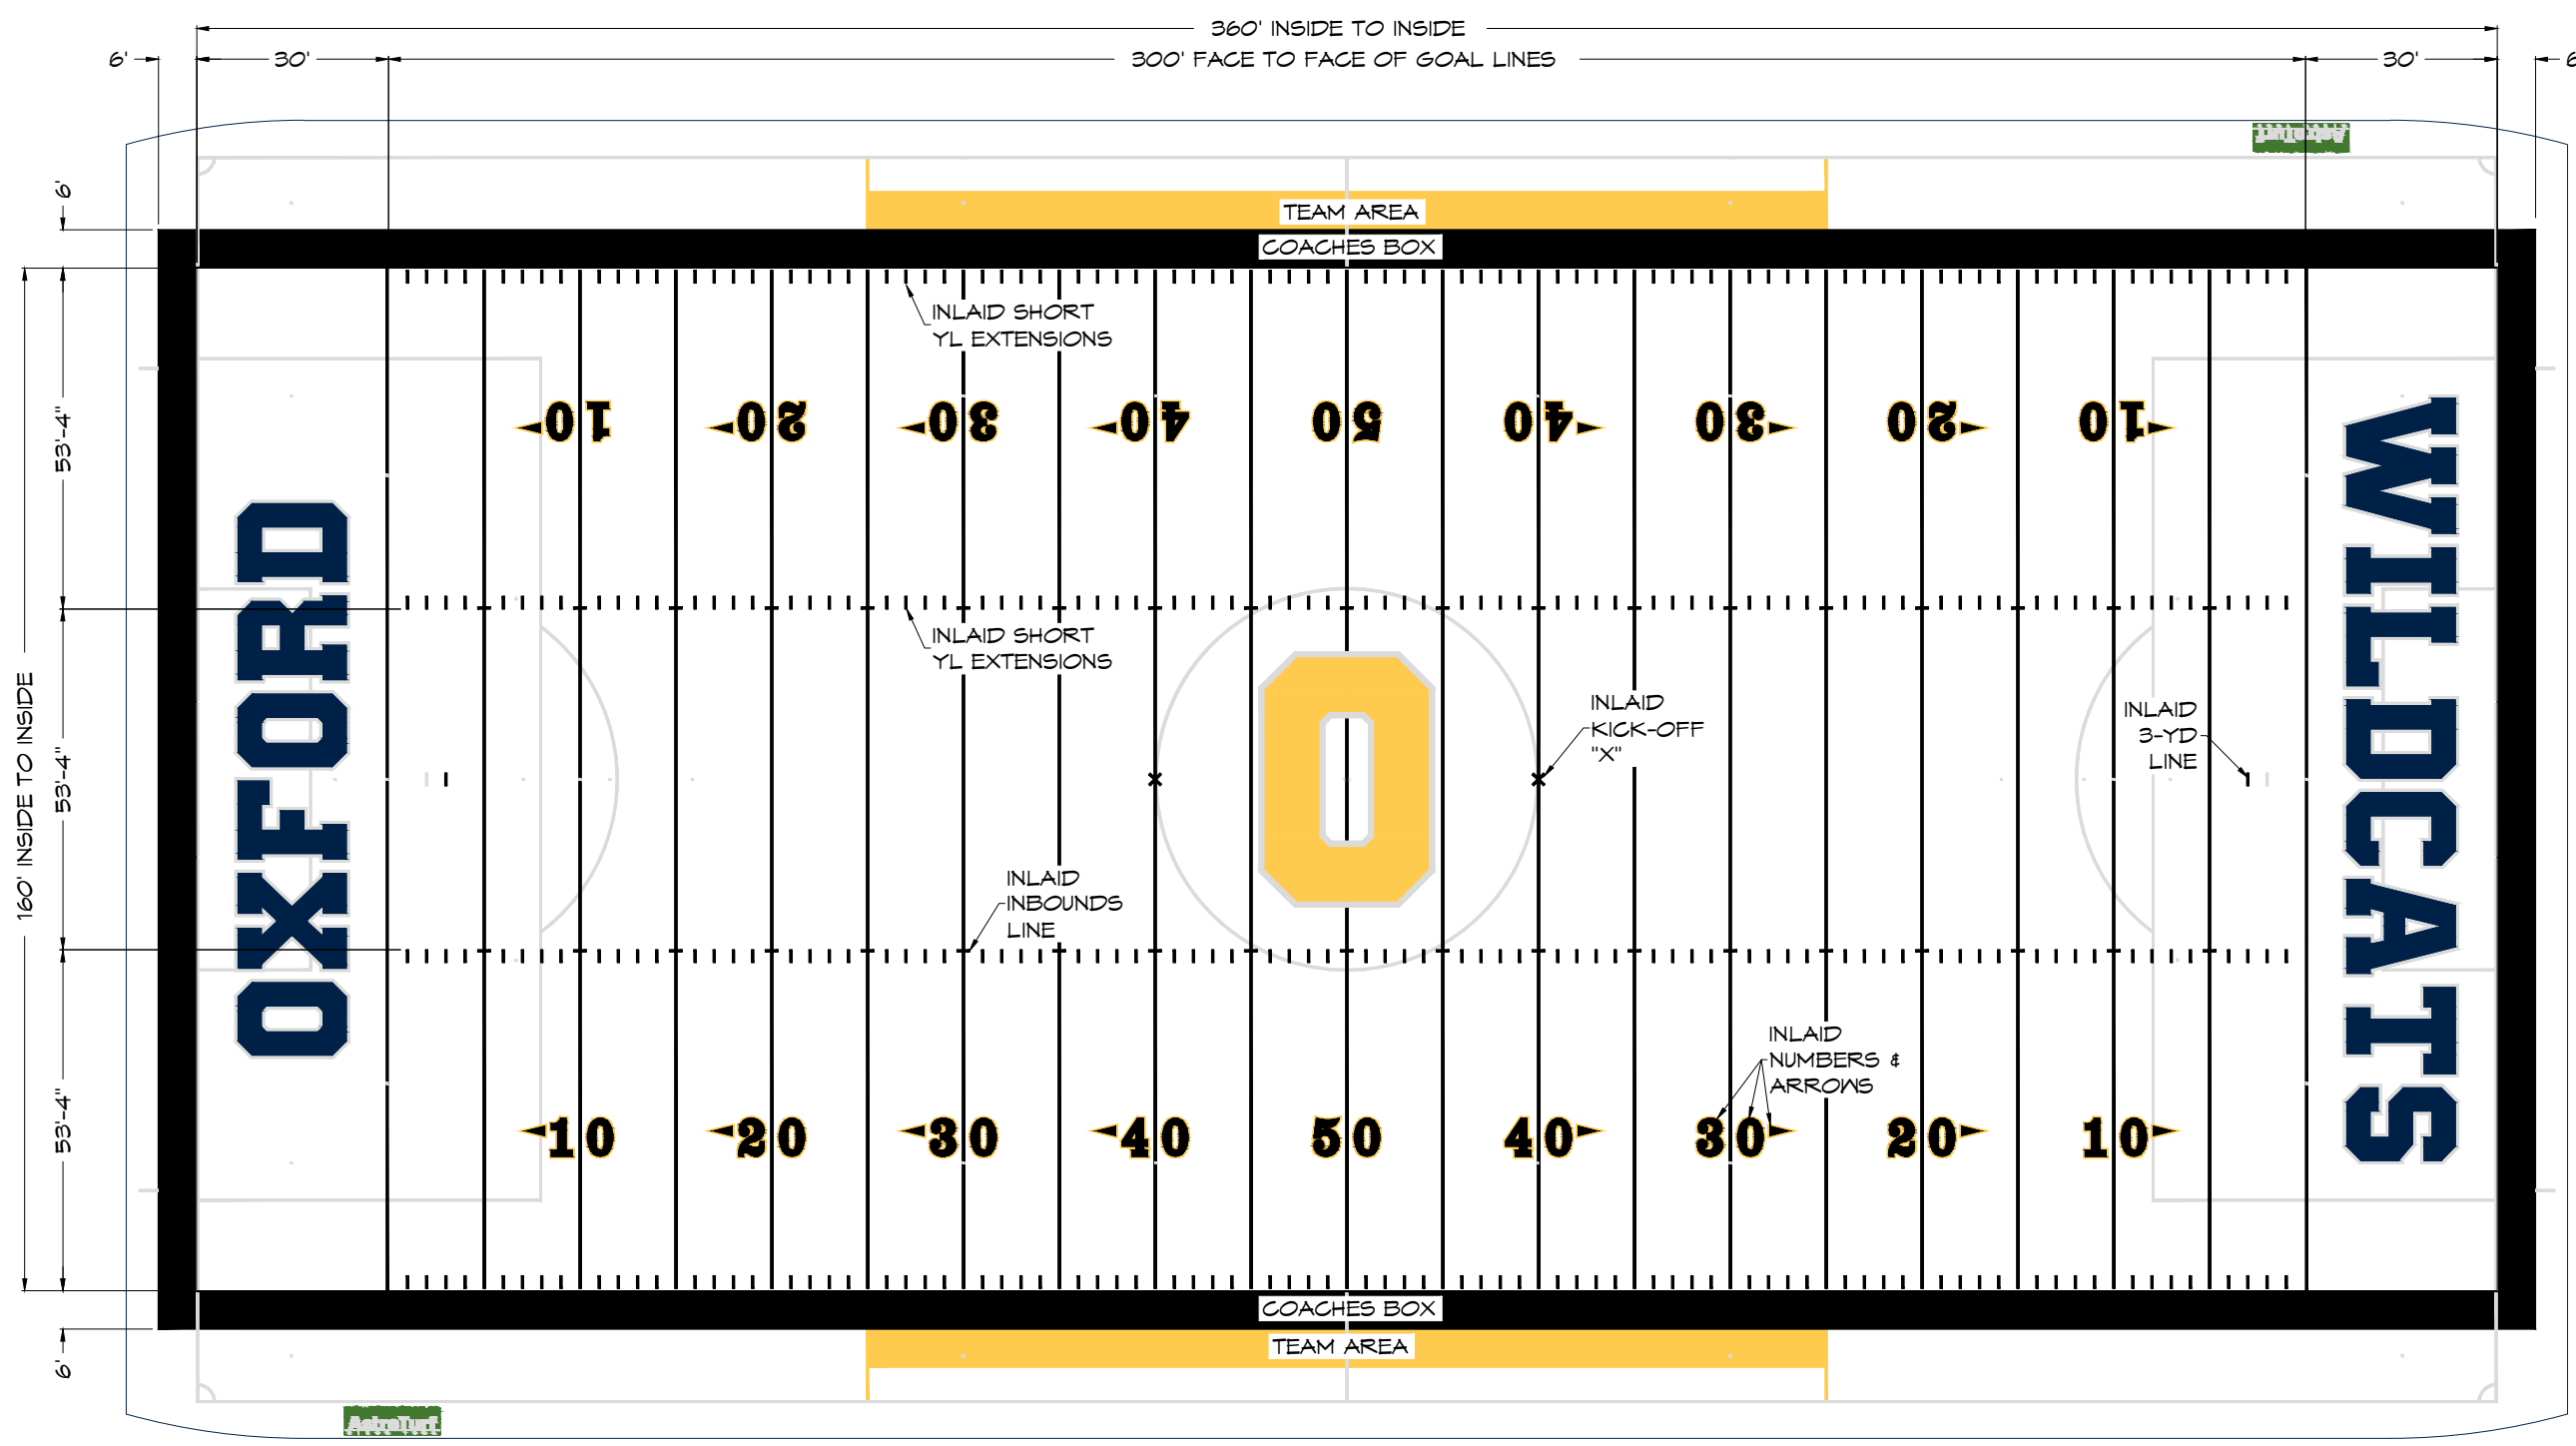 360' INSIDE TO INSIDE
6'
30'
300' FACE TO FACE OF GOAL LINES
30'
6
AstroTurf
6'
TEAM AREA
COACHES BOX
INLAID SHORT
YL EXTENSIONS
53'-4"
10 20 30 40 50 40 30 20 10
OXFORD
WILDCATS
INLAID SHORT
YL EXTENSIONS
INLAID
KICK-OFF
"X"
INLAID
3-YD
LINE
160' INSIDE TO INSIDE
53'-4"
INLAID
INBOUNDS
LINE
INLAID
NUMBERS &
ARROWS
53'-4"
10 20 30 40 50 40 30 20 10
COACHES BOX
TEAM AREA
6'
AstroTurf